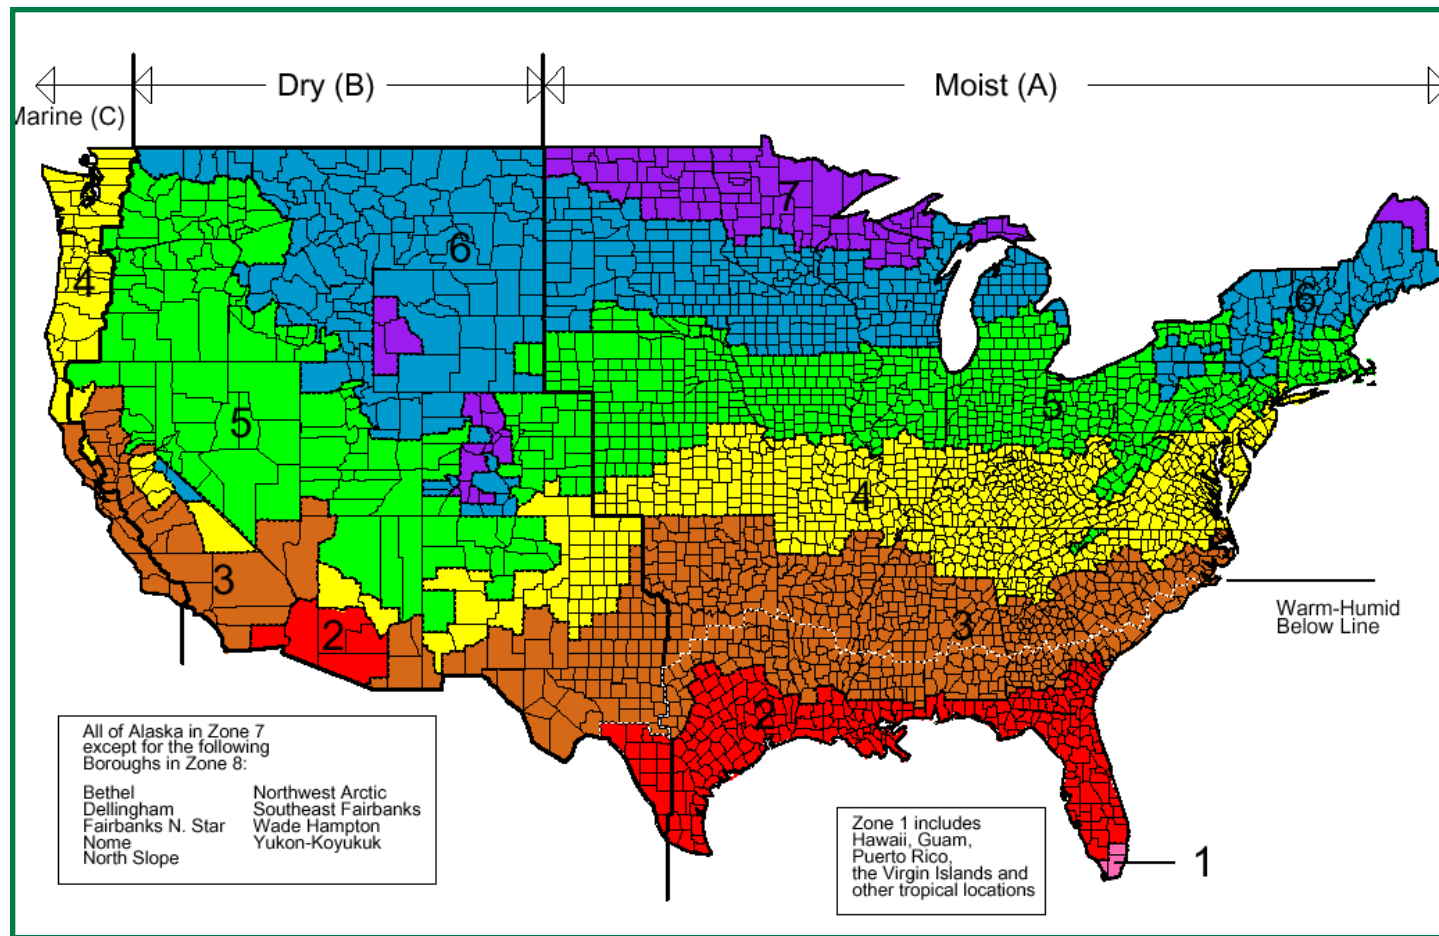 Dry (B)
Moist (A)
Marine (C)
7
6
4
6
5
5
4
3
3
2
2
Warm-Humid
Below Line
All of Alaska in Zone 7
except for the following
Boroughs in Zone 8:
Bethel
Dellingham
Fairbanks N. Star
Nome
North Slope
Northwest Arctic
Southeast Fairbanks
Wade Hampton
Yukon-Koyukuk
Zone 1 includes
Hawaii, Guam,
Puerto Rico,
the Virgin Islands and
other tropical locations
1